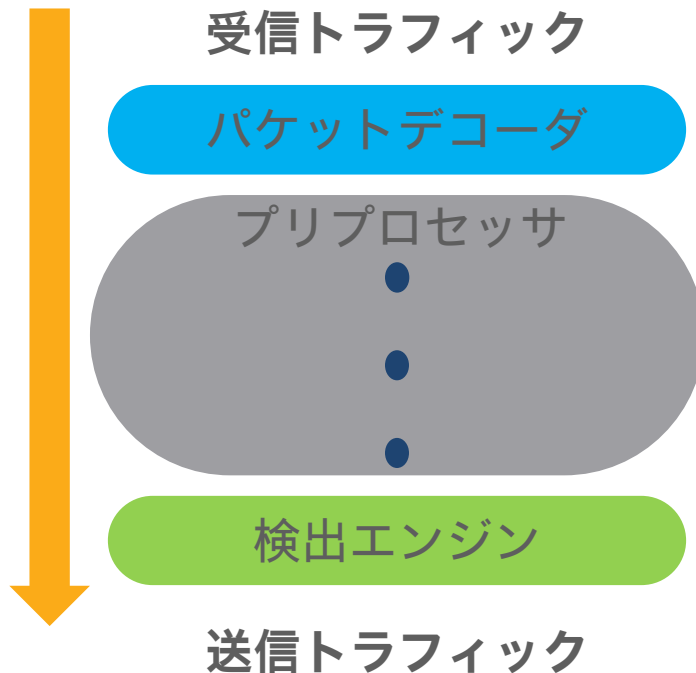 受信トラフィック
パケットデコーダ
プリプロセッサ
検出エンジン
送信トラフィック